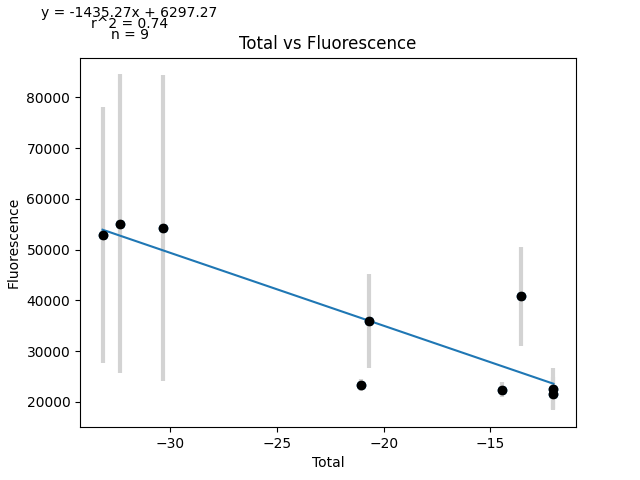 y = -1435.27x + 6297.27
r^2 = 0.74
n = 9
Total vs Fluorescence
80000
70000
60000
50000
40000
30000
20000
Fluorescence
−30
−25
−20
−15
Total